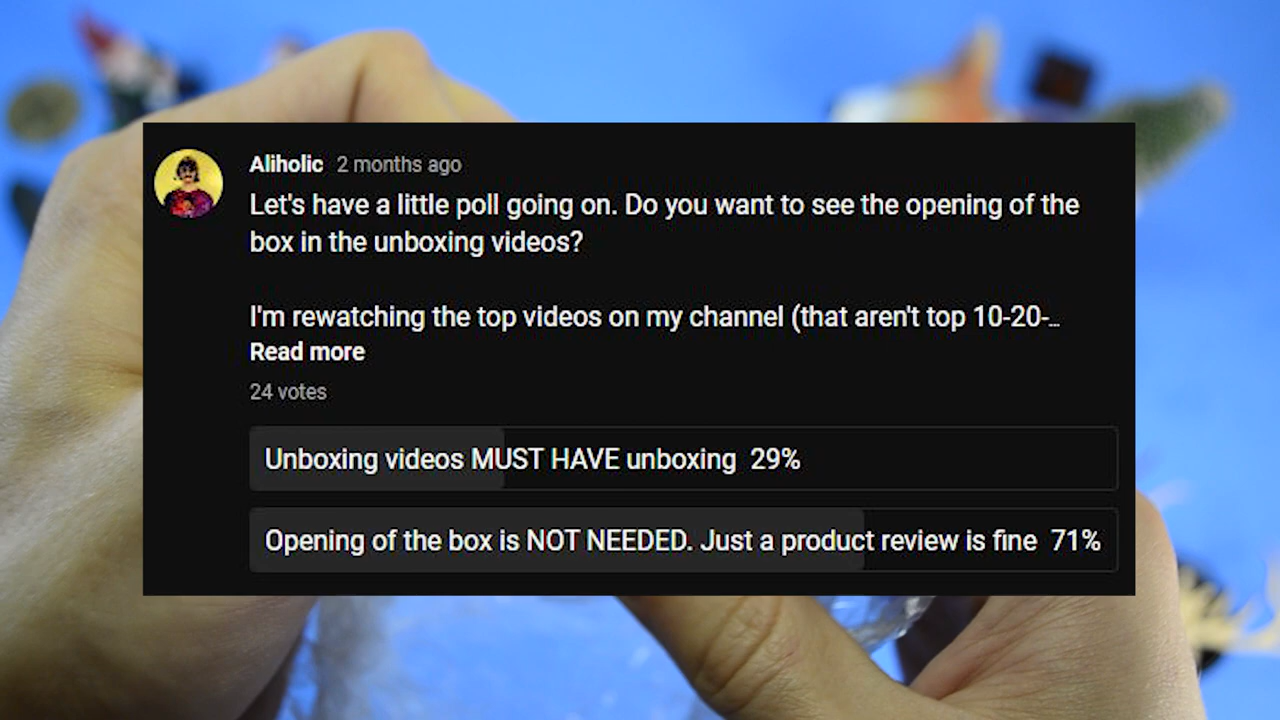 Aliholic 2 months ago
Let's have a little poll going on. Do you want to see the opening of the
box in the unboxing videos?
I'm rewatching the top videos on my channel (that aren't top 10-20-...
Read more
24 votes
Unboxing videos MUST HAVE unboxing 29%
Opening of the box is NOT NEEDED. Just a product review is fine 71%